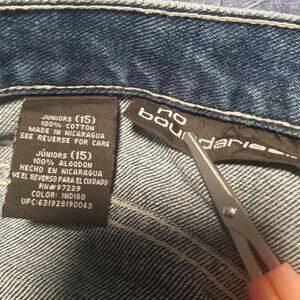 JUNIORS (15)
100% COTTON
MADE IN NICARAGUA
SEE REVERSE FOR CARE
JUNIORS (15)
100% ALGODON
HECHO EN NICARAGUA
VE EL REVERSO PARA EL CUIDADO
RN#97229
COLOR: INDIGO
UPC:631928190063
no
boundaries